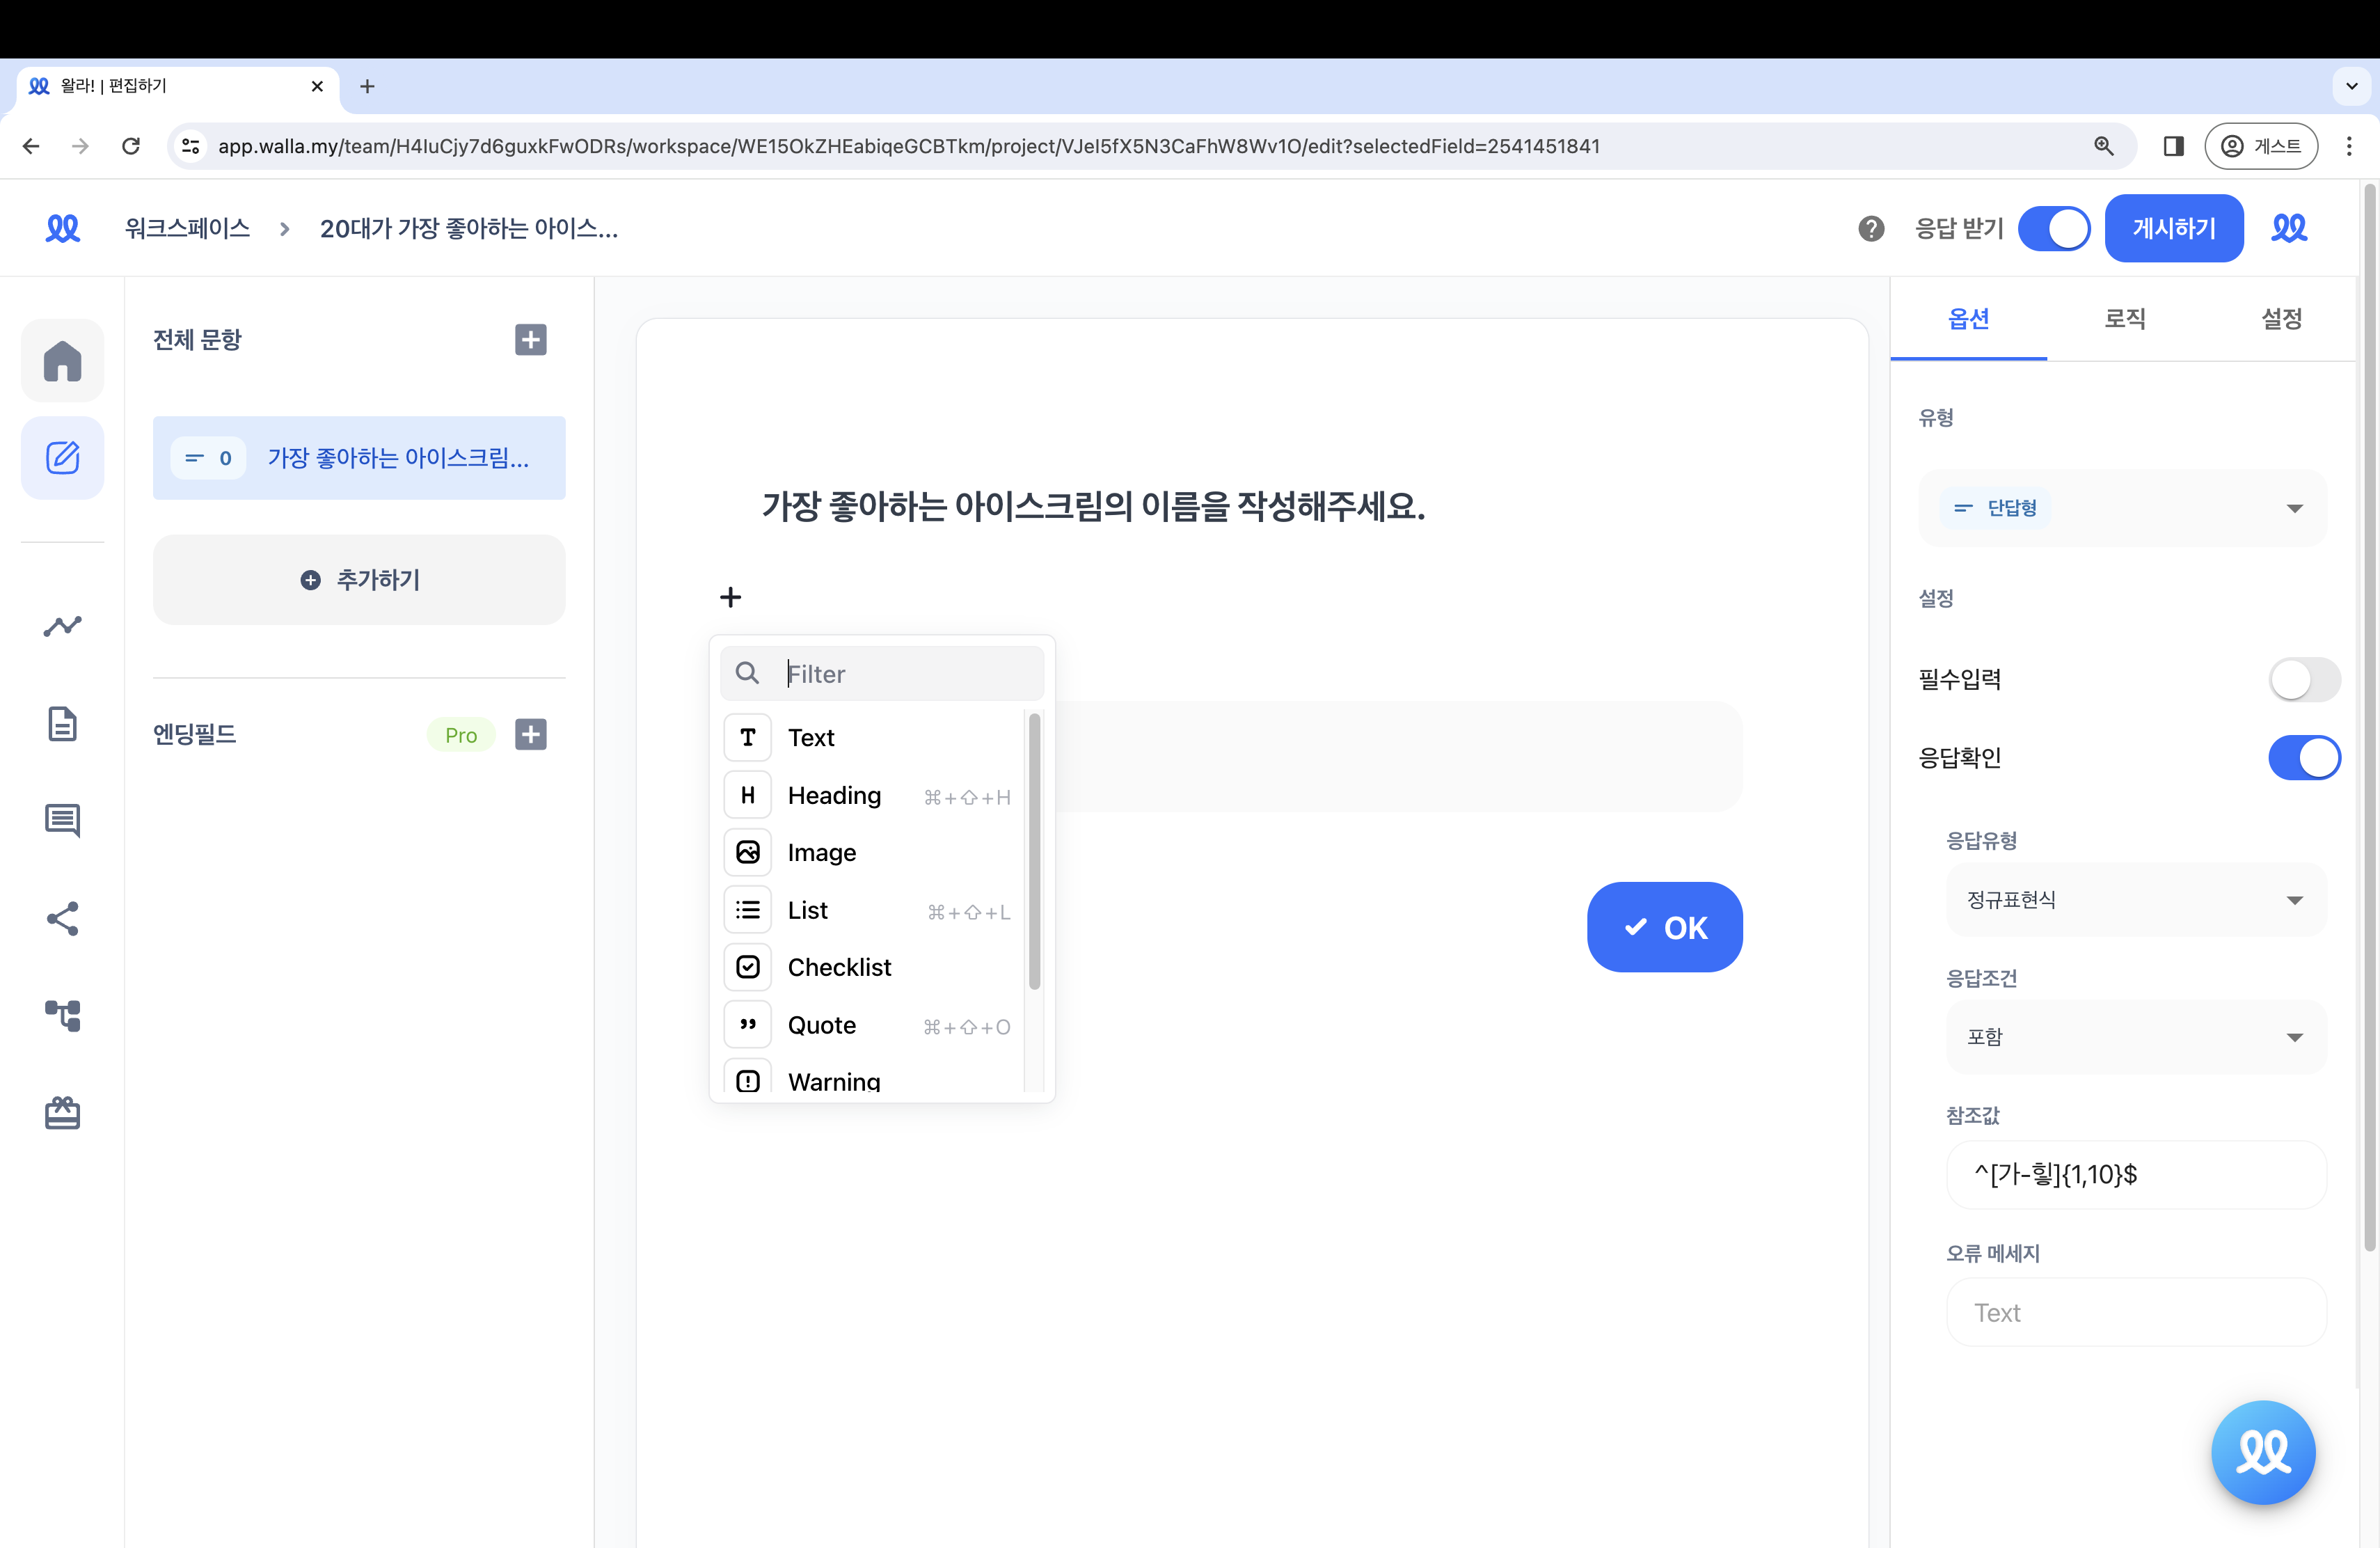 왈라! | 편집하기
app.walla.my/team/H4IuCjy7d6guxkFwODRs/workspace/WE15OkZHEabiqeGCBTkm/project/VJeI5fX5N3CaFhW8Wv1O/edit?selectedField=2541451841
게스트
워크스페이스
20대가 가장 좋아하는 아이스...
응답 받기
게시하기
전체 문항
0 가장 좋아하는 아이스크림...
추가하기
엔딩필드 Pro
가장 좋아하는 아이스크림의 이름을 작성해주세요.
Filter
Text
Heading ⌘+⇧+H
Image
List ⌘+⇧+L
Checklist
Quote ⌘+⇧+O
Warning
OK
옵션 로직 설정
유형
단답형
설정
필수입력
응답확인
응답유형
정규표현식
응답조건
포함
참조값
^[가-힣]{1,10}$
오류 메세지
Text